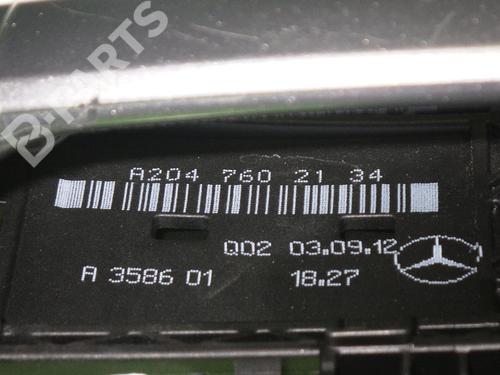 B-PARTS
A204 760 21 34
Q02 03.09.12
A 3586 01 18.27